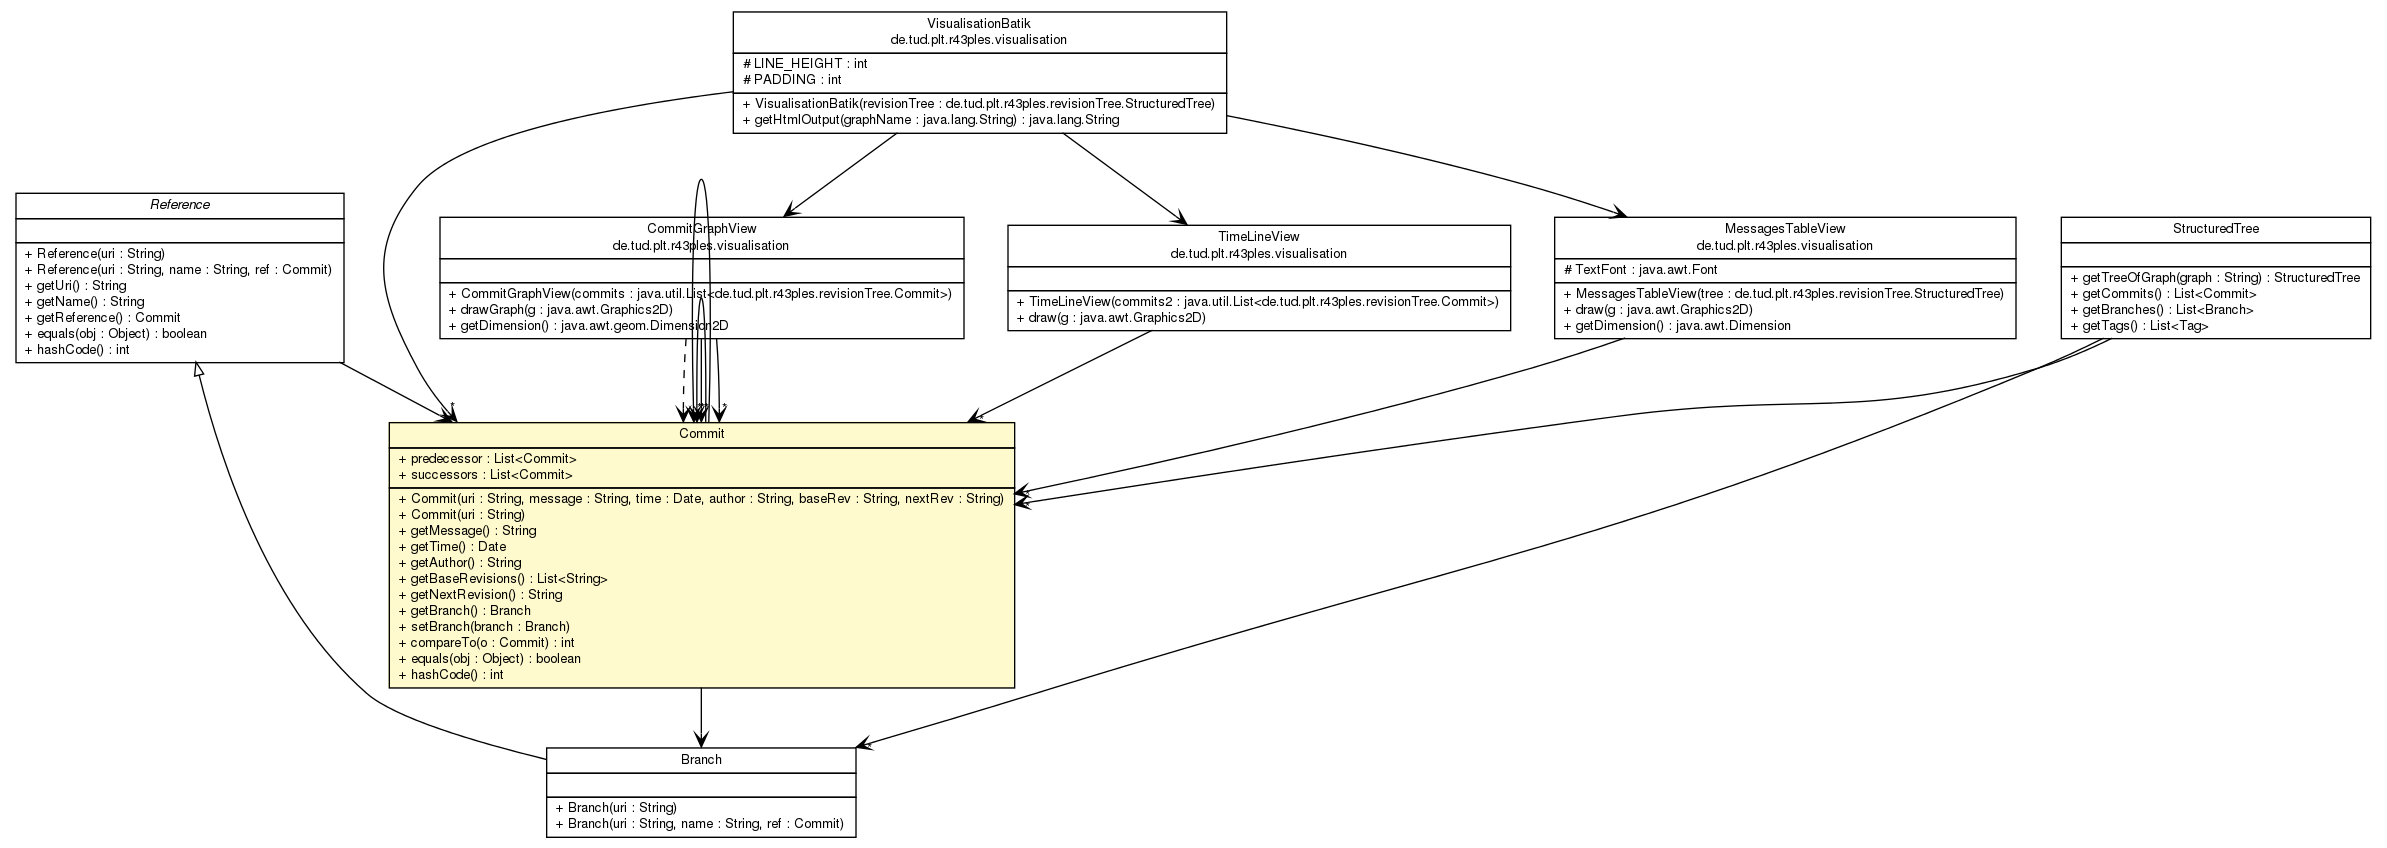 VisualisationBatik
de.tud.plt.r43ples.visualisation
# LINE_HEIGHT : int
# PADDING : int
+ VisualisationBatik(revisionTree : de.tud.plt.r43ples.revisionTree.StructuredTree)
+ getHtmlOutput(graphName : java.lang.String) : java.lang.String
Reference
+ Reference(uri : String)
+ Reference(uri : String, name : String, ref : Commit)
+ getUri() : String
+ getName() : String
+ getReference() : Commit
+ equals(obj : Object) : boolean
+ hashCode() : int
CommitGraphView
de.tud.plt.r43ples.visualisation
+ CommitGraphView(commits : java.util.List<de.tud.plt.r43ples.revisionTree.Commit>)
+ drawGraph(g : java.awt.Graphics2D)
+ getDimension() : java.awt.geom.Dimension2D
TimeLineView
de.tud.plt.r43ples.visualisation
+ TimeLineView(commits2 : java.util.List<de.tud.plt.r43ples.revisionTree.Commit>)
+ draw(g : java.awt.Graphics2D)
MessagesTableView
de.tud.plt.r43ples.visualisation
# TextFont : java.awt.Font
+ MessagesTableView(tree : de.tud.plt.r43ples.revisionTree.StructuredTree)
+ draw(g : java.awt.Graphics2D)
+ getDimension() : java.awt.Dimension
StructuredTree
+ getTreeOfGraph(graph : String) : StructuredTree
+ getCommits() : List<Commit>
+ getBranches() : List<Branch>
+ getTags() : List<Tag>
Commit
+ predecessor : List<Commit>
+ successors : List<Commit>
+ Commit(uri : String, message : String, time : Date, author : String, baseRev : String, nextRev : String)
+ Commit(uri : String)
+ getMessage() : String
+ getTime() : Date
+ getAuthor() : String
+ getBaseRevisions() : List<String>
+ getNextRevision() : String
+ getBranch() : Branch
+ setBranch(branch : Branch)
+ compareTo(o : Commit) : int
+ equals(obj : Object) : boolean
+ hashCode() : int
Branch
+ Branch(uri : String)
+ Branch(uri : String, name : String, ref : Commit)